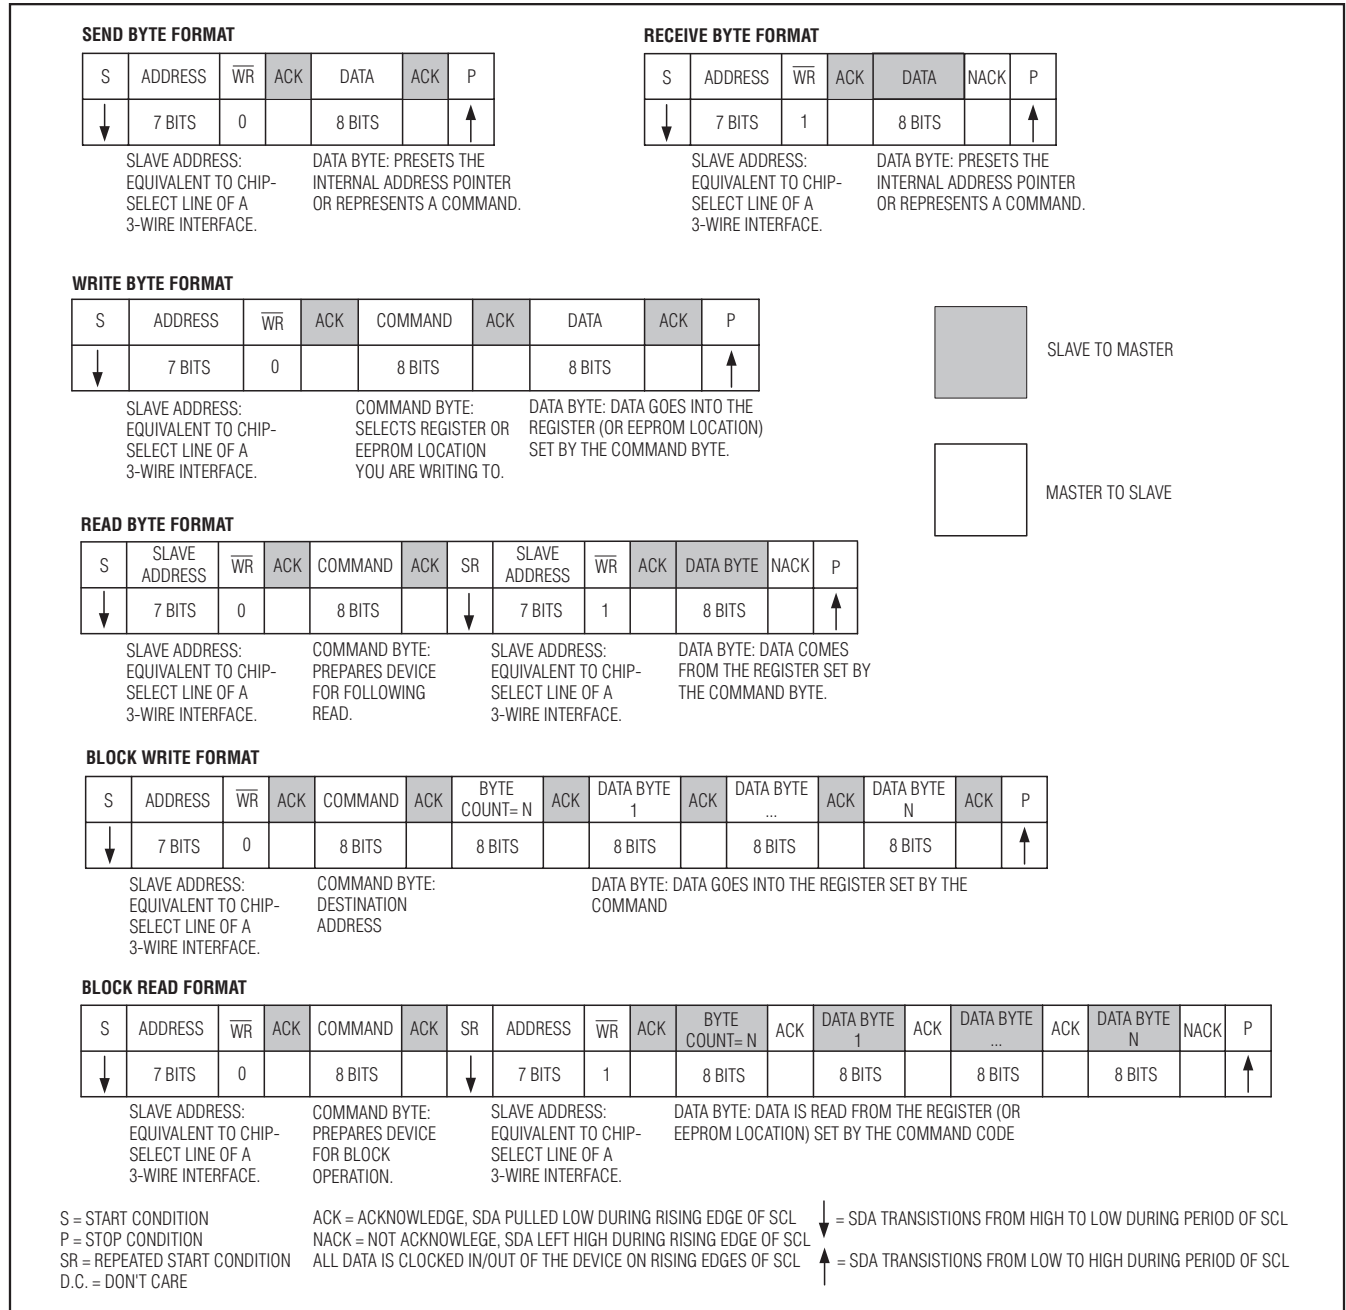 SEND BYTE FORMAT
S ADDRESS WR ACK DATA ACK P
7 BITS 0 8 BITS
SLAVE ADDRESS:
EQUIVALENT TO CHIP-
SELECT LINE OF A
3-WIRE INTERFACE.
DATA BYTE: PRESETS THE
INTERNAL ADDRESS POINTER
OR REPRESENTS A COMMAND.
RECEIVE BYTE FORMAT
S ADDRESS WR ACK DATA NACK P
7 BITS 1 8 BITS
SLAVE ADDRESS:
EQUIVALENT TO CHIP-
SELECT LINE OF A
3-WIRE INTERFACE.
DATA BYTE: PRESETS THE
INTERNAL ADDRESS POINTER
OR REPRESENTS A COMMAND.
WRITE BYTE FORMAT
S ADDRESS WR ACK COMMAND ACK DATA ACK P
7 BITS 0 8 BITS 8 BITS
SLAVE ADDRESS:
EQUIVALENT TO CHIP-
SELECT LINE OF A
3-WIRE INTERFACE.
COMMAND BYTE:
SELECTS REGISTER OR
EEPROM LOCATION
YOU ARE WRITING TO.
DATA BYTE: DATA GOES INTO THE
REGISTER (OR EEPROM LOCATION)
SET BY THE COMMAND BYTE.
SLAVE TO MASTER
MASTER TO SLAVE
READ BYTE FORMAT
S SLAVE ADDRESS WR ACK COMMAND ACK SR SLAVE ADDRESS WR ACK DATA BYTE NACK P
7 BITS 0 8 BITS 7 BITS 1 8 BITS
SLAVE ADDRESS:
EQUIVALENT TO CHIP-
SELECT LINE OF A
3-WIRE INTERFACE.
COMMAND BYTE:
PREPARES DEVICE
FOR FOLLOWING
READ.
SLAVE ADDRESS:
EQUIVALENT TO CHIP-
SELECT LINE OF A
3-WIRE INTERFACE.
DATA BYTE: DATA COMES
FROM THE REGISTER SET BY
THE COMMAND BYTE.
BLOCK WRITE FORMAT
S ADDRESS WR ACK COMMAND ACK BYTE COUNT= N ACK DATA BYTE 1 ACK DATA BYTE ... ACK DATA BYTE N ACK P
7 BITS 0 8 BITS 8 BITS 8 BITS 8 BITS 8 BITS
SLAVE ADDRESS:
EQUIVALENT TO CHIP-
SELECT LINE OF A
3-WIRE INTERFACE.
COMMAND BYTE:
DESTINATION
ADDRESS
DATA BYTE: DATA GOES INTO THE REGISTER SET BY THE
COMMAND
BLOCK READ FORMAT
S ADDRESS WR ACK COMMAND ACK SR ADDRESS WR ACK BYTE COUNT= N ACK DATA BYTE 1 ACK DATA BYTE ... ACK DATA BYTE N NACK P
7 BITS 0 8 BITS 7 BITS 1 8 BITS 8 BITS 8 BITS 8 BITS
SLAVE ADDRESS:
EQUIVALENT TO CHIP-
SELECT LINE OF A
3-WIRE INTERFACE.
COMMAND BYTE:
PREPARES DEVICE
FOR BLOCK
OPERATION.
SLAVE ADDRESS:
EQUIVALENT TO CHIP-
SELECT LINE OF A
3-WIRE INTERFACE.
DATA BYTE: DATA IS READ FROM THE REGISTER (OR
EEPROM LOCATION) SET BY THE COMMAND CODE
S = START CONDITION
P = STOP CONDITION
SR = REPEATED START CONDITION
D.C. = DON'T CARE
ACK = ACKNOWLEDGE, SDA PULLED LOW DURING RISING EDGE OF SCL
NACK = NOT ACKNOWLEGE, SDA LEFT HIGH DURING RISING EDGE OF SCL
ALL DATA IS CLOCKED IN/OUT OF THE DEVICE ON RISING EDGES OF SCL
= SDA TRANSISTIONS FROM HIGH TO LOW DURING PERIOD OF SCL
= SDA TRANSISTIONS FROM LOW TO HIGH DURING PERIOD OF SCL